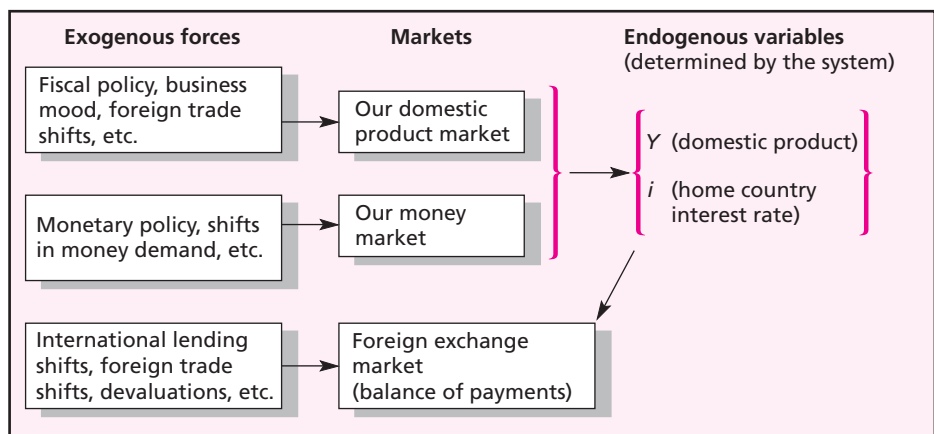 Exogenous forces
Markets
Endogenous variables
(determined by the system)
Fiscal policy, business
mood, foreign trade
shifts, etc.
Our domestic
product market
Y (domestic product)
i (home country
interest rate)
Monetary policy, shifts
in money demand, etc.
Our money
market
International lending
shifts, foreign trade
shifts, devaluations, etc.
Foreign exchange
market
(balance of payments)